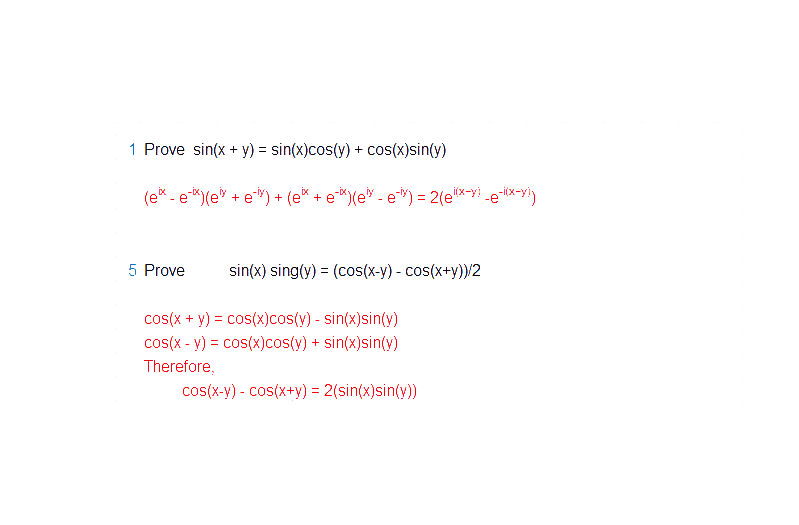 1 Prove sin(x + y) = sin(x)cos(y) + cos(x)sin(y)
(e^ix - e^-ix)(e^iy + e^-iy) + (e^ix + e^-ix)(e^iy - e^-iy) = 2(e^i(x-y) -e^-i(x-y))
5 Prove sin(x) sing(y) = (cos(x-y) - cos(x+y))/2
cos(x + y) = cos(x)cos(y) - sin(x)sin(y)
cos(x - y) = cos(x)cos(y) + sin(x)sin(y)
Therefore,
cos(x-y) - cos(x+y) = 2(sin(x)sin(y))